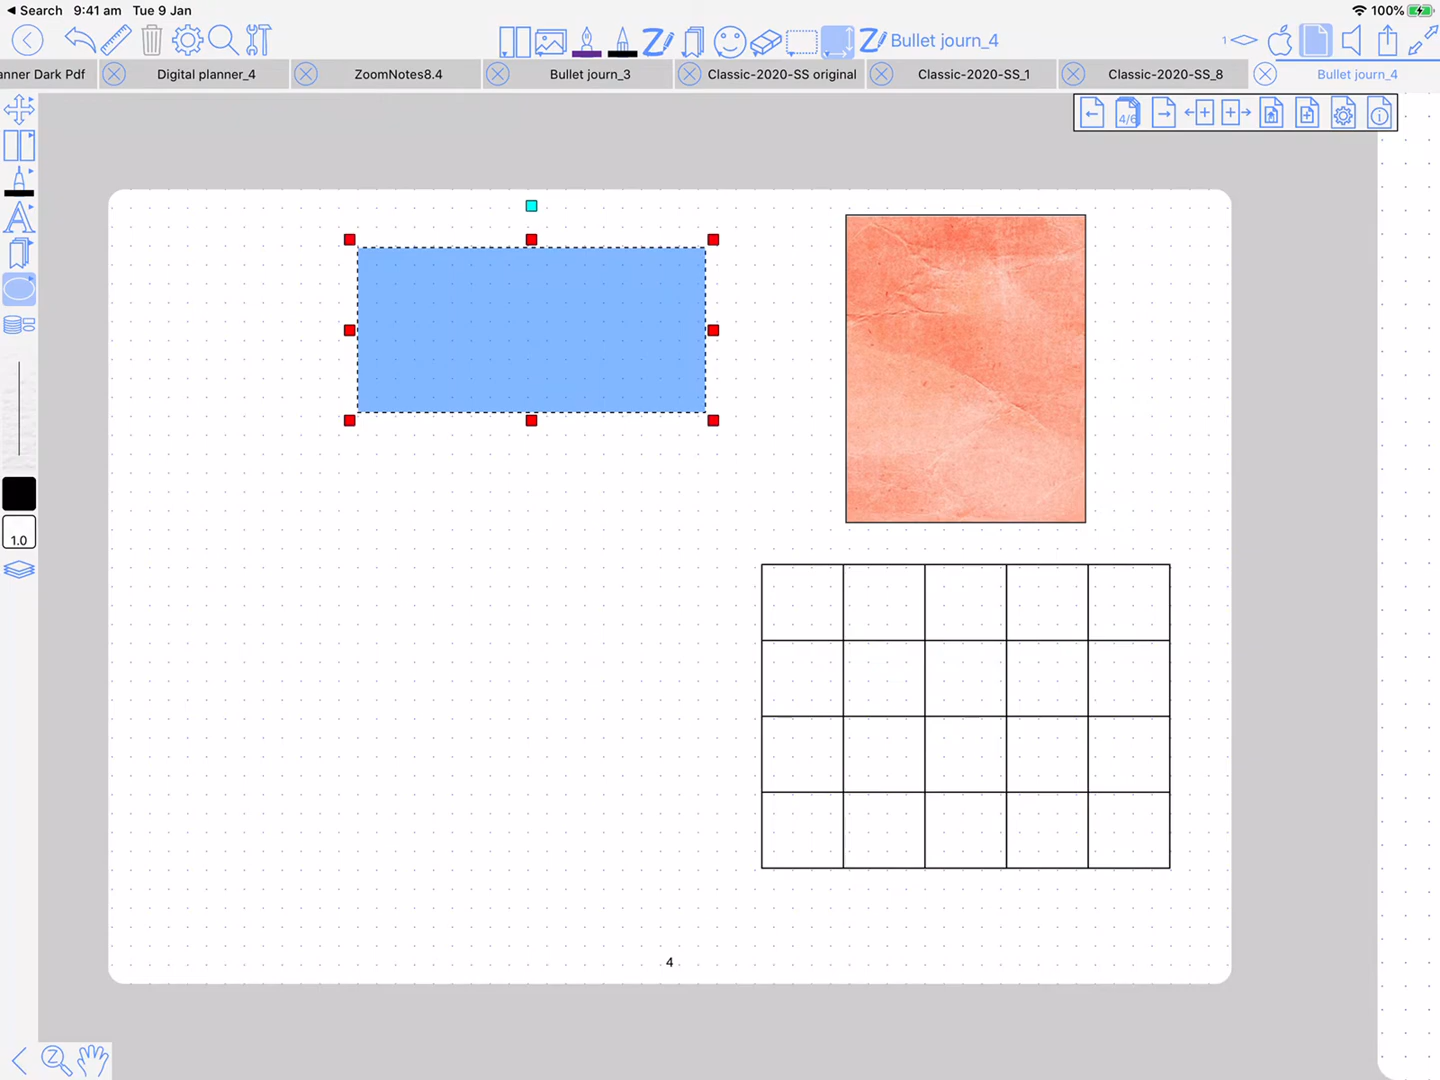 Search 9:41 am Tue 9 Jan 100%
Bullet journ_4 1
anner Dark Pdf Digital planner_4 ZoomNotes8.4 Bullet journ_3 Classic-2020-SS original Classic-2020-SS_1 Classic-2020-SS_8 Bullet journ_4
4/6
A
1.0
4
Z